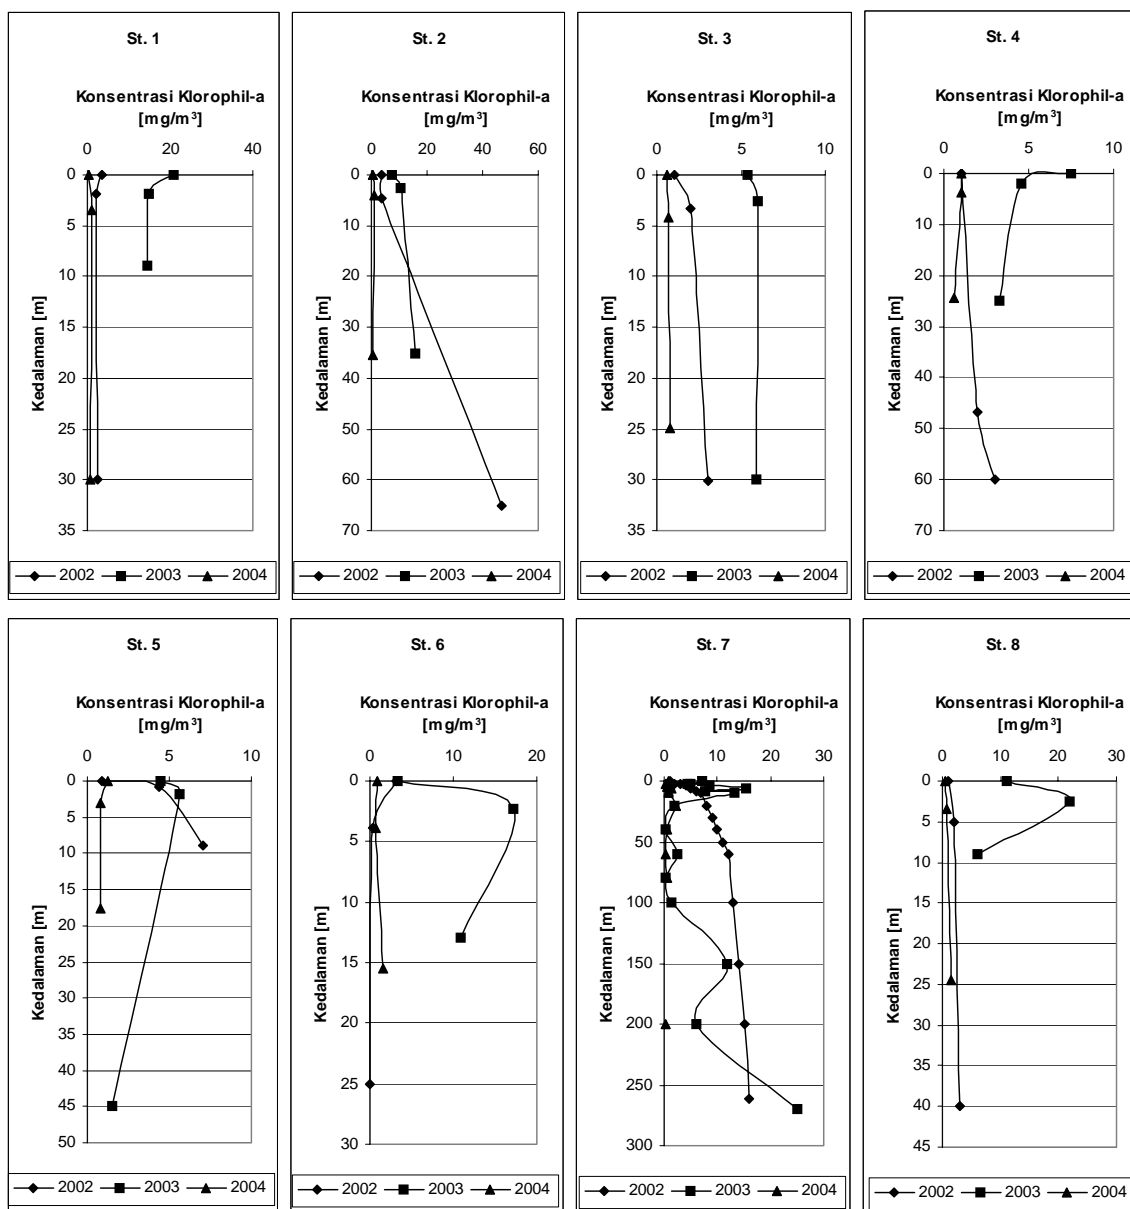 St. 1
Konsentrasi Klorophil-a
[mg/m³]
0 20 40
Kedalaman [m]
0
5
10
15
20
25
30
35
2002 2003 2004
St. 2
Konsentrasi Klorophil-a
[mg/m³]
0 20 40 60
Kedalaman [m]
0
10
20
30
40
50
60
70
2002 2003 2004
St. 3
Konsentrasi Klorophil-a
[mg/m³]
0 5 10
Kedalaman [m]
0
5
10
15
20
25
30
35
2002 2003 2004
St. 4
Konsentrasi Klorophil-a
[mg/m³]
0 5 10
Kedalaman [m]
0
10
20
30
40
50
60
70
2002 2003 2004
St. 5
Konsentrasi Klorophil-a
[mg/m³]
0 5 10
Kedalaman [m]
0
5
10
15
20
25
30
35
40
45
50
2002 2003 2004
St. 6
Konsentrasi Klorophil-a
[mg/m³]
0 10 20
Kedalaman [m]
0
5
10
15
20
25
30
2002 2003 2004
St. 7
Konsentrasi Klorophil-a
[mg/m³]
0 10 20 30
Kedalaman [m]
0
50
100
150
200
250
300
2002 2003 2004
St. 8
Konsentrasi Klorophil-a
[mg/m³]
0 10 20 30
Kedalaman [m]
0
5
10
15
20
25
30
35
40
45
2002 2003 2004